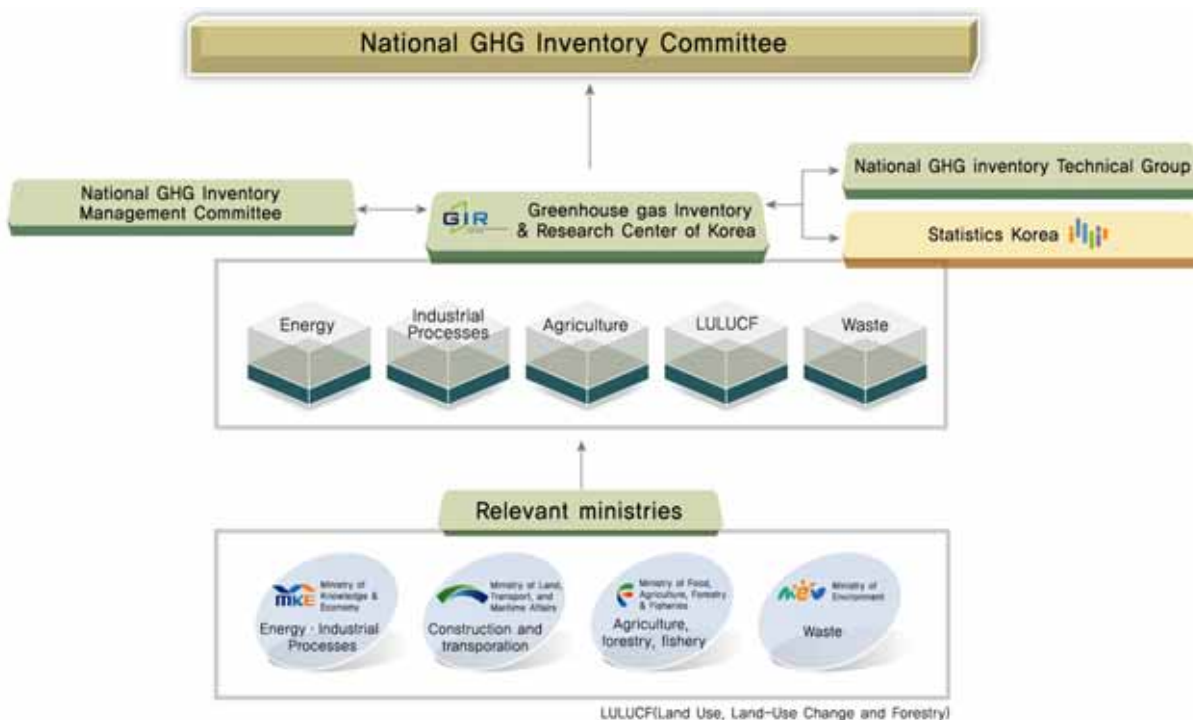 National GHG Inventory Committee
National GHG inventory Technical Group
National GHG Inventory
Management Committee
GIR
Greenhouse gas Inventory
& Research Center of Korea
Statistics Korea
Energy
Industrial
Processes
Agriculture
LULUCF
Waste
Relevant ministries
MKE
Ministry of
Knowledge &
Economy
Energy · Industrial
Processes
Ministry of Land,
Transport, and
Maritime Affairs
Construction and
transporation
Ministry of Food,
Agriculture, Forestry
& Fisheries
Agriculture,
forestry, fishery
mev
Ministry of
Environment
Waste
LULUCF(Land Use, Land-Use Change and Forestry)